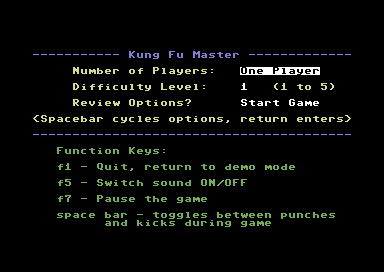 ----------- Kung Fu Master -------------
Number of Players: One Player
Difficulty Level: 1 (1 to 5)
Review Options? Start Game
<Spacebar cycles options, return enters>
----------------------------------------
Function Keys:
f1 - Quit, return to demo mode
f5 - Switch sound ON/OFF
f7 - Pause the game
space bar - toggles between punches
and kicks during game